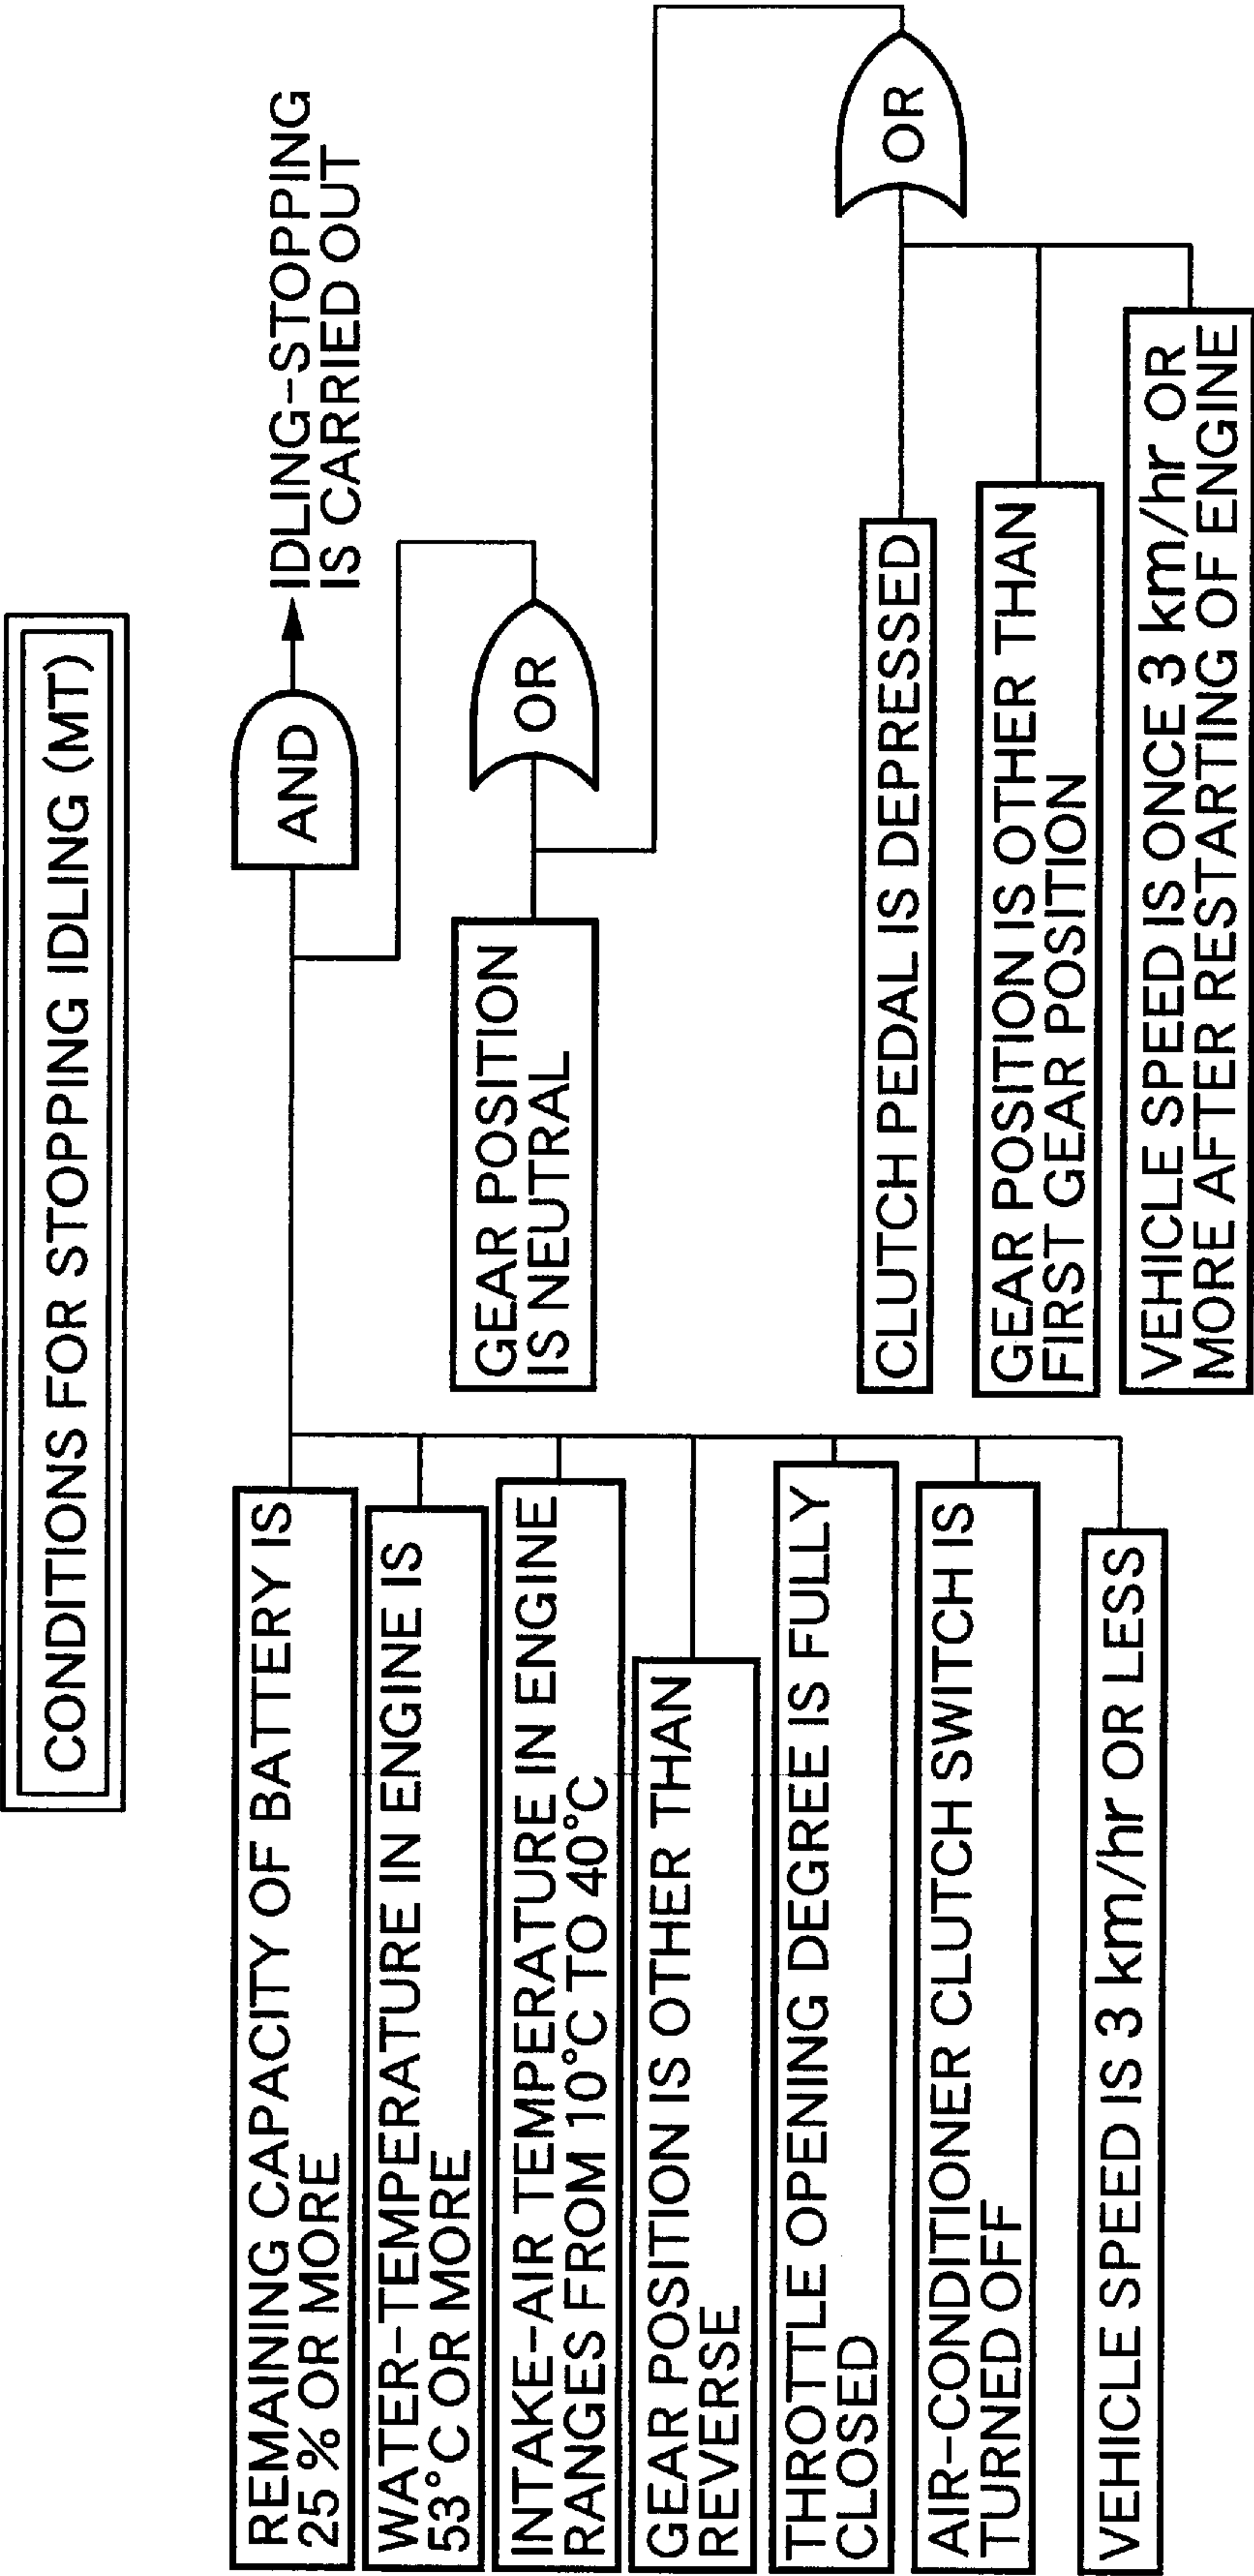 CONDITIONS FOR STOPPING IDLING (MT)
REMAINING CAPACITY OF BATTERY IS
25 % OR MORE
WATER-TEMPERATURE IN ENGINE IS
53°C OR MORE
INTAKE-AIR TEMPERATURE IN ENGINE
RANGES FROM 10°C TO 40°C
GEAR POSITION IS OTHER THAN
REVERSE
THROTTLE OPENING DEGREE IS FULLY
CLOSED
AIR-CONDITIONER CLUTCH SWITCH IS
TURNED OFF
VEHICLE SPEED IS 3 km/hr OR LESS
AND
IDLING-STOPPING
IS CARRIED OUT
GEAR POSITION
IS NEUTRAL
OR
CLUTCH PEDAL IS DEPRESSED
GEAR POSITION IS OTHER THAN
FIRST GEAR POSITION
VEHICLE SPEED IS ONCE 3 km/hr OR
MORE AFTER RESTARTING OF ENGINE
OR